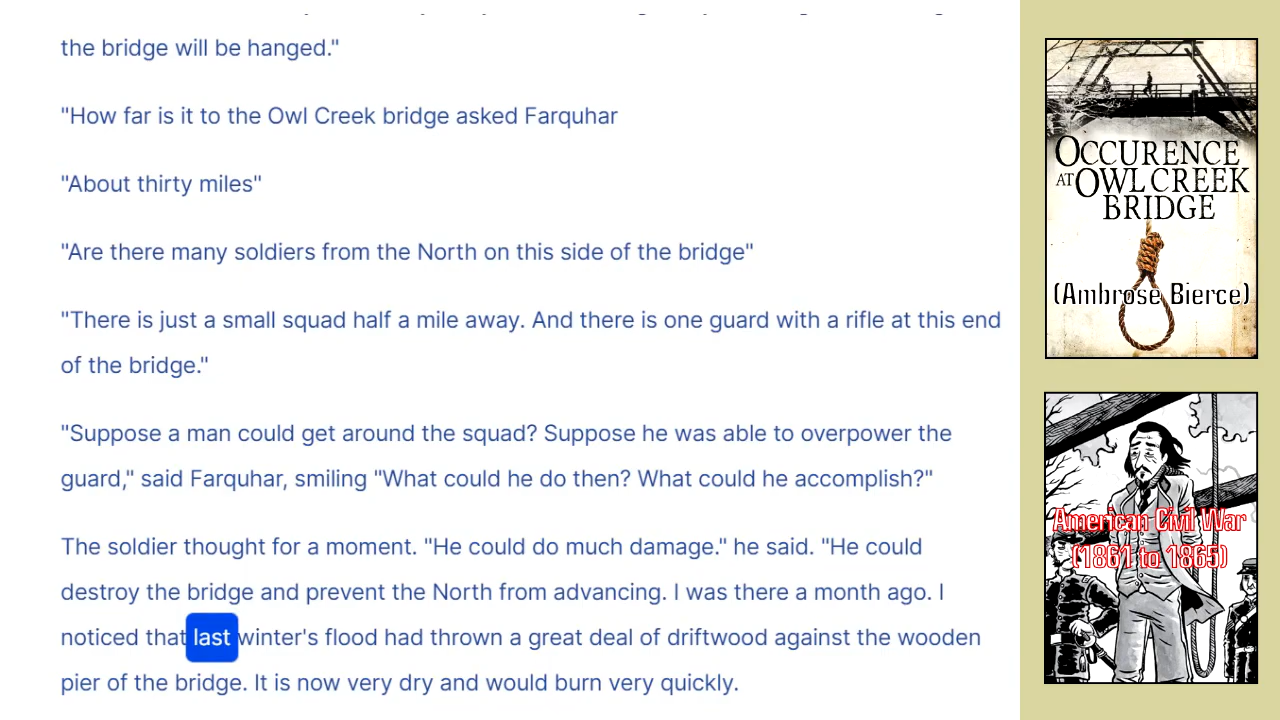 the bridge will be hanged."
"How far is it to the Owl Creek bridge asked Farquhar
"About thirty miles"
"Are there many soldiers from the North on this side of the bridge"
"There is just a small squad half a mile away. And there is one guard with a rifle at this end
of the bridge."
"Suppose a man could get around the squad? Suppose he was able to overpower the
guard," said Farquhar, smiling "What could he do then? What could he accomplish?"
The soldier thought for a moment. "He could do much damage." he said. "He could
destroy the bridge and prevent the North from advancing. I was there a month ago. I
noticed that last winter's flood had thrown a great deal of driftwood against the wooden
pier of the bridge. It is now very dry and would burn very quickly.
OCCURENCE
AT OWL CREEK
BRIDGE
(Ambrose Bierce)
American Civil War
(1861 to 1865)